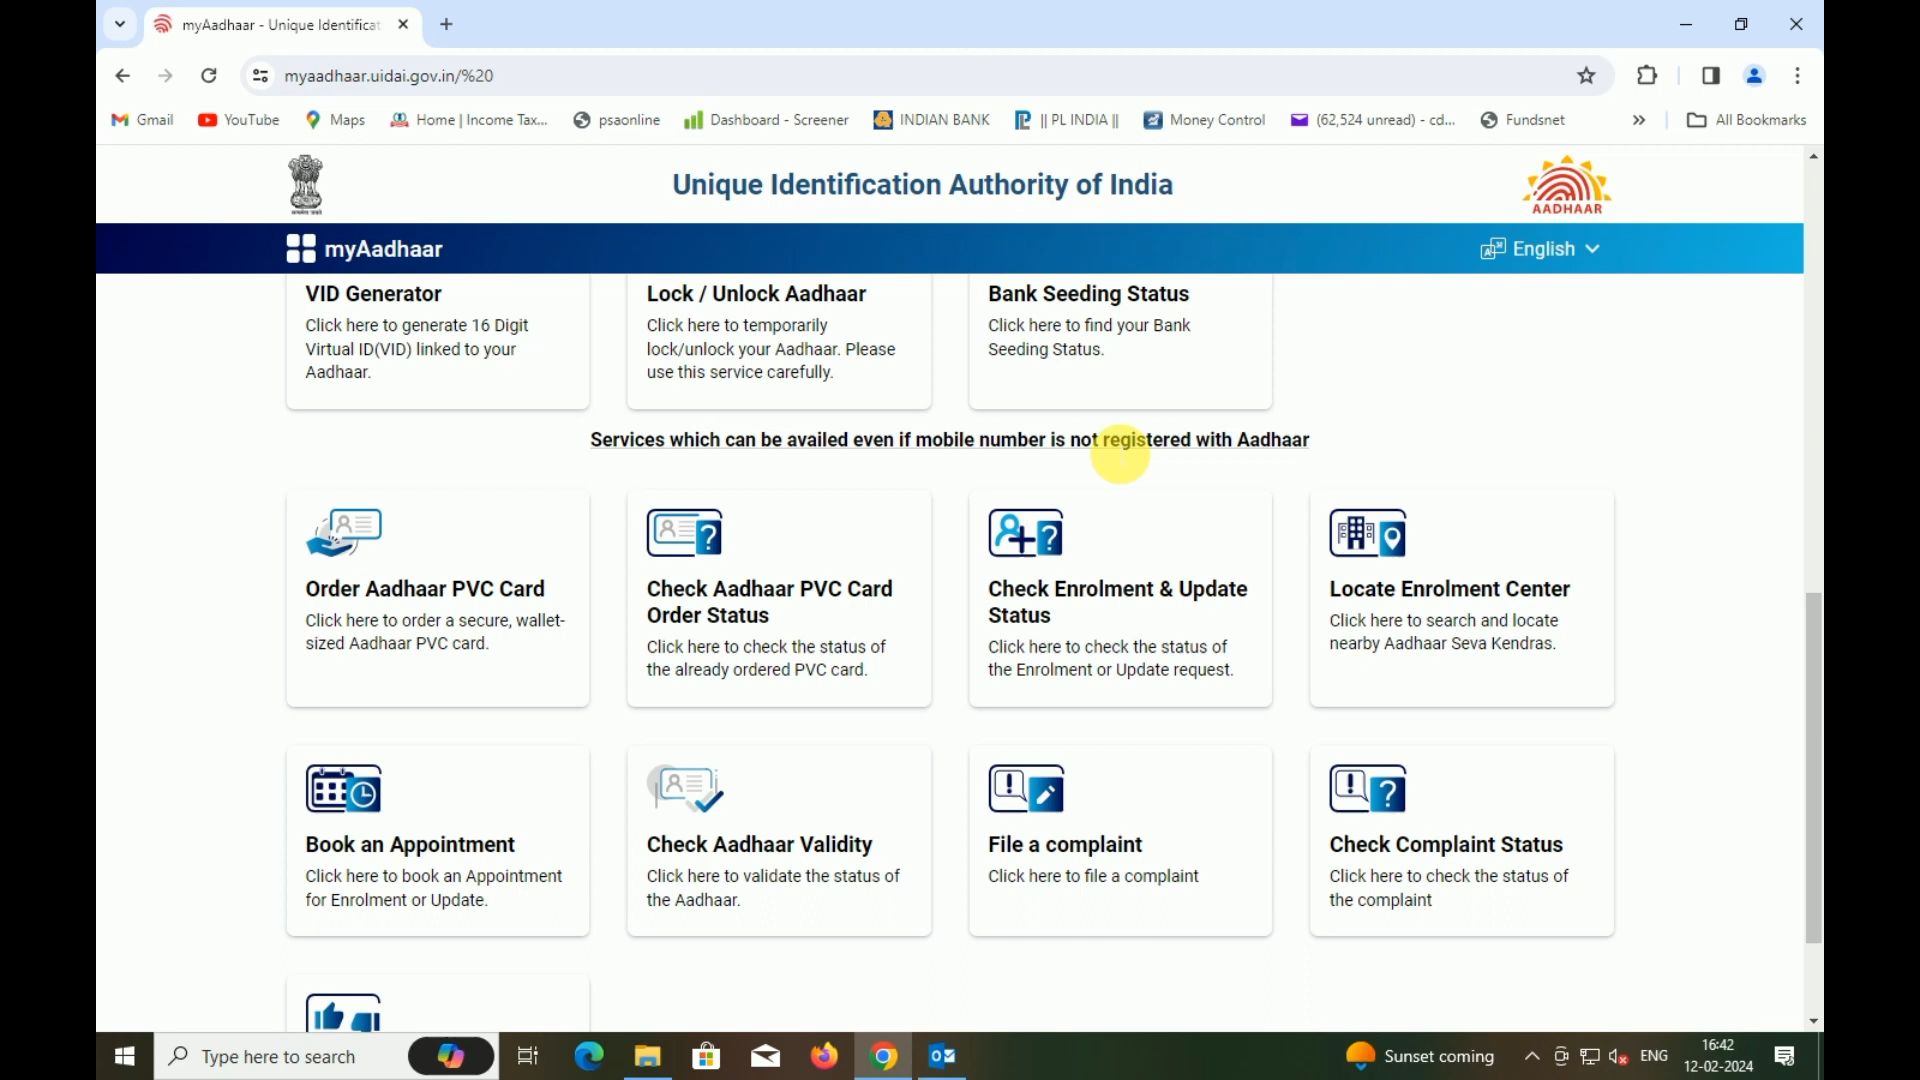 myAadhaar - Unique Identificat
myaadhaar.uidai.gov.in/%20
Gmail
YouTube
Maps
Home | Income Tax...
psaonline
Dashboard - Screener
INDIAN BANK
|| PL INDIA ||
Money Control
(62,524 unread) - cd...
Fundsnet
»
All Bookmarks
Unique Identification Authority of India
AADHAAR
myAadhaar
English
VID Generator
Click here to generate 16 Digit
Virtual ID(VID) linked to your
Aadhaar.
Lock / Unlock Aadhaar
Click here to temporarily
lock/unlock your Aadhaar. Please
use this service carefully.
Bank Seeding Status
Click here to find your Bank
Seeding Status.
Services which can be availed even if mobile number is not registered with Aadhaar
Order Aadhaar PVC Card
Click here to order a secure, wallet-
sized Aadhaar PVC card.
Check Aadhaar PVC Card
Order Status
Click here to check the status of
the already ordered PVC card.
Check Enrolment & Update
Status
Click here to check the status of
the Enrolment or Update request.
Locate Enrolment Center
Click here to search and locate
nearby Aadhaar Seva Kendras.
Book an Appointment
Click here to book an Appointment
for Enrolment or Update.
Check Aadhaar Validity
Click here to validate the status of
the Aadhaar.
File a complaint
Click here to file a complaint
Check Complaint Status
Click here to check the status of
the complaint
Type here to search
Sunset coming
ENG
16:42
12-02-2024